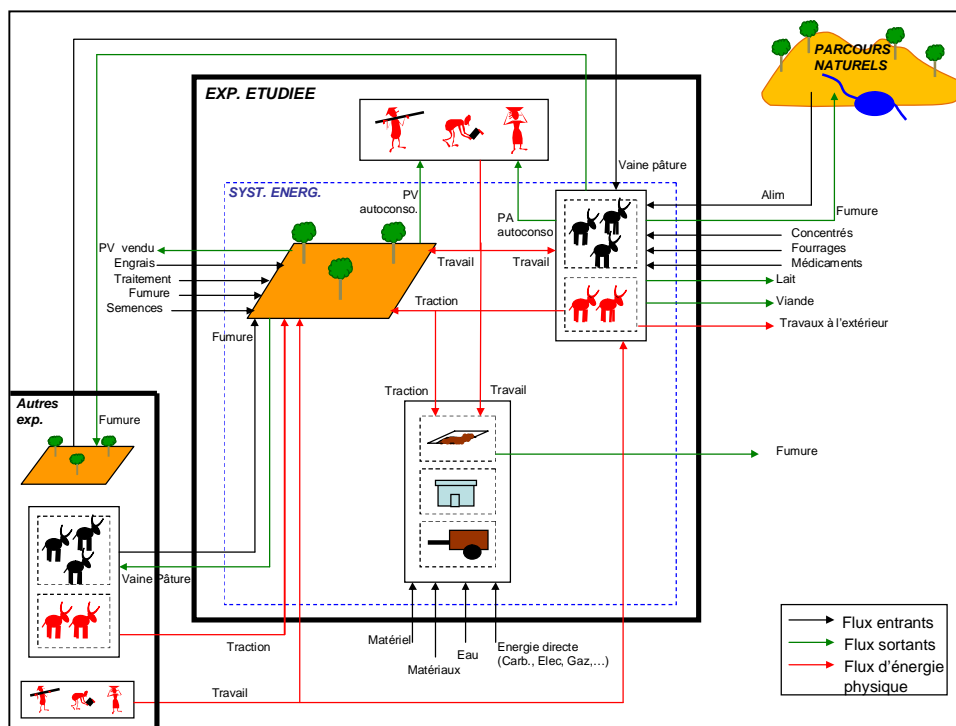 PARCOURS
NATURELS
EXP. ETUDIEE
Vaine pâture
SYST. ENERG.
PV
autoconso.
PA
autoconso
Alim
Fumure
PV vendu
Engrais
Traitement
Fumure
Semences
Fumure
Travail
Travail
Traction
Concentrés
Fourrages
Médicaments
Lait
Viande
Travaux à l'extérieur
Autres
exp.
Fumure
Traction
Travail
Fumure
Vaine Pâture
Traction
Travail
Matériel
Matériaux
Eau
Energie directe
(Carb., Elec, Gaz,...)
Flux entrants
Flux sortants
Flux d'énergie
physique